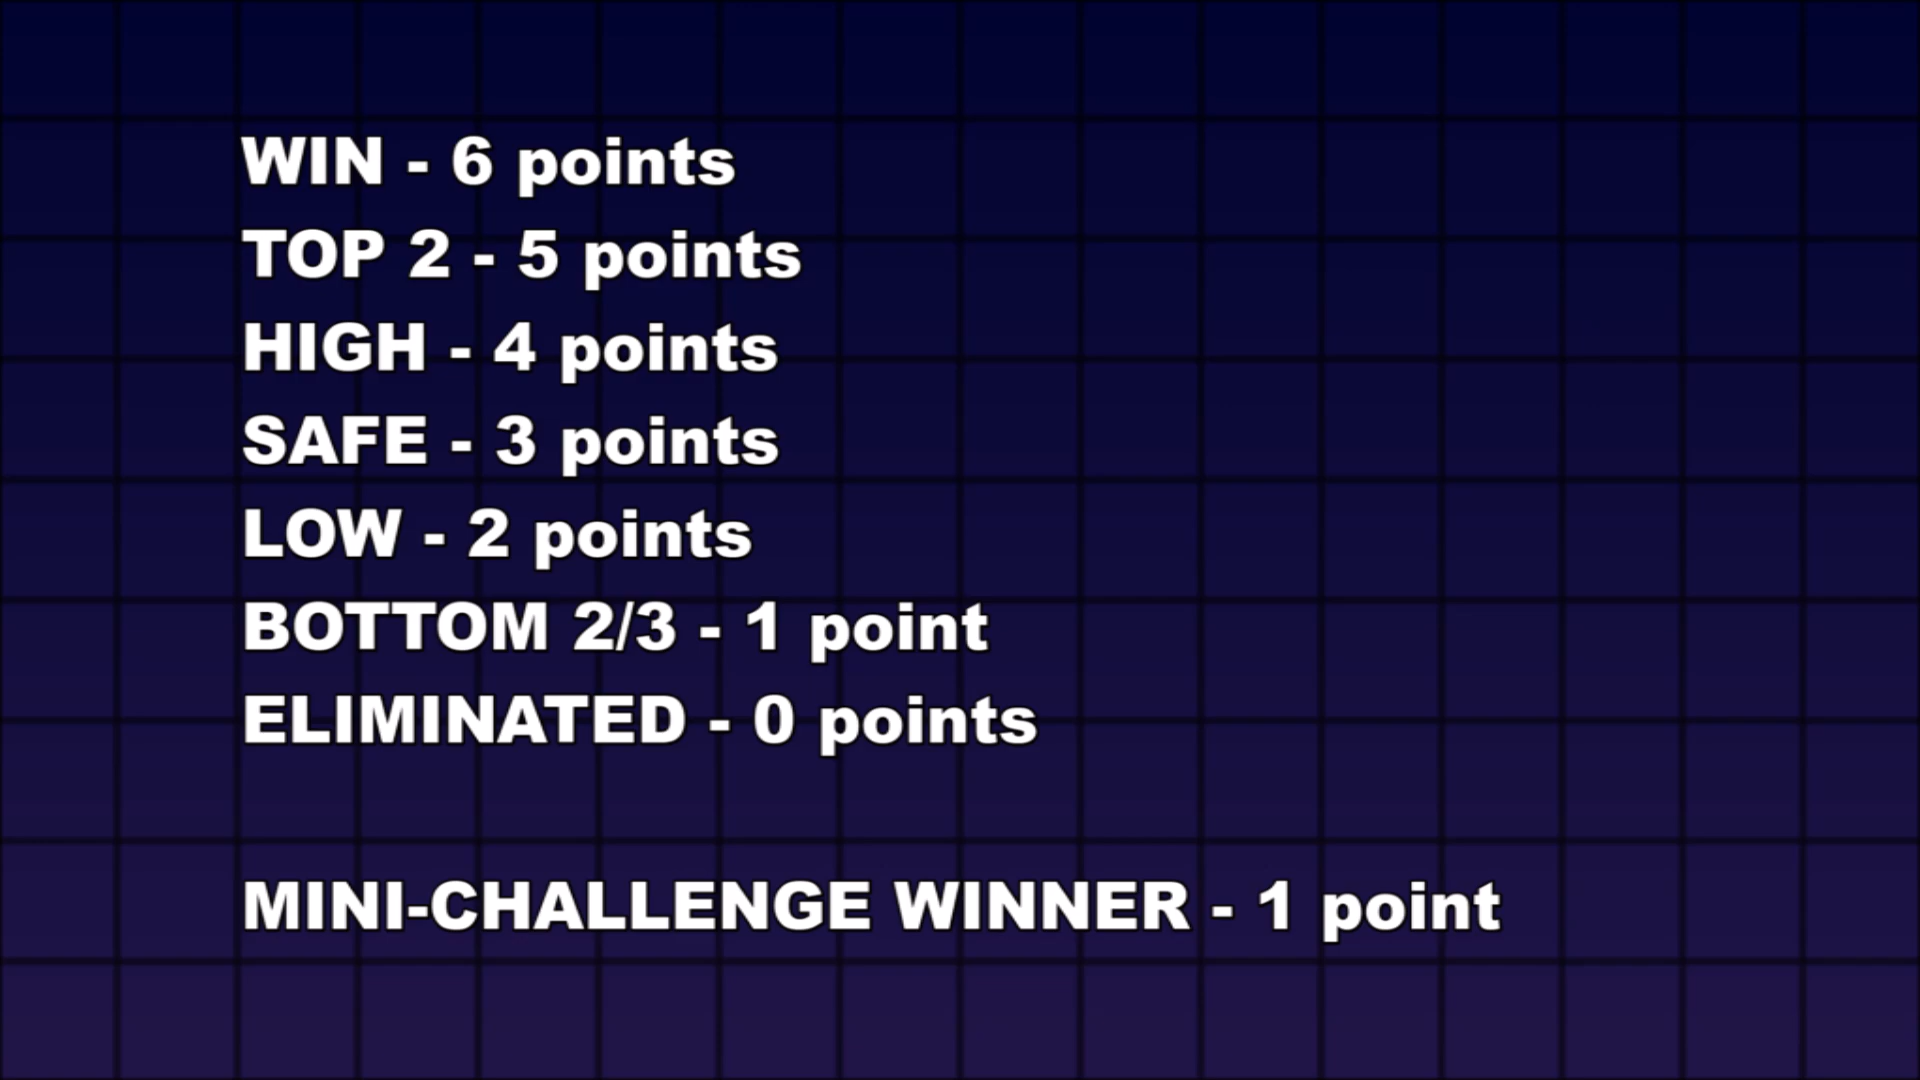 WIN - 6 points
TOP 2 - 5 points
HIGH - 4 points
SAFE - 3 points
LOW - 2 points
BOTTOM 2/3 - 1 point
ELIMINATED - 0 points
MINI-CHALLENGE WINNER - 1 point